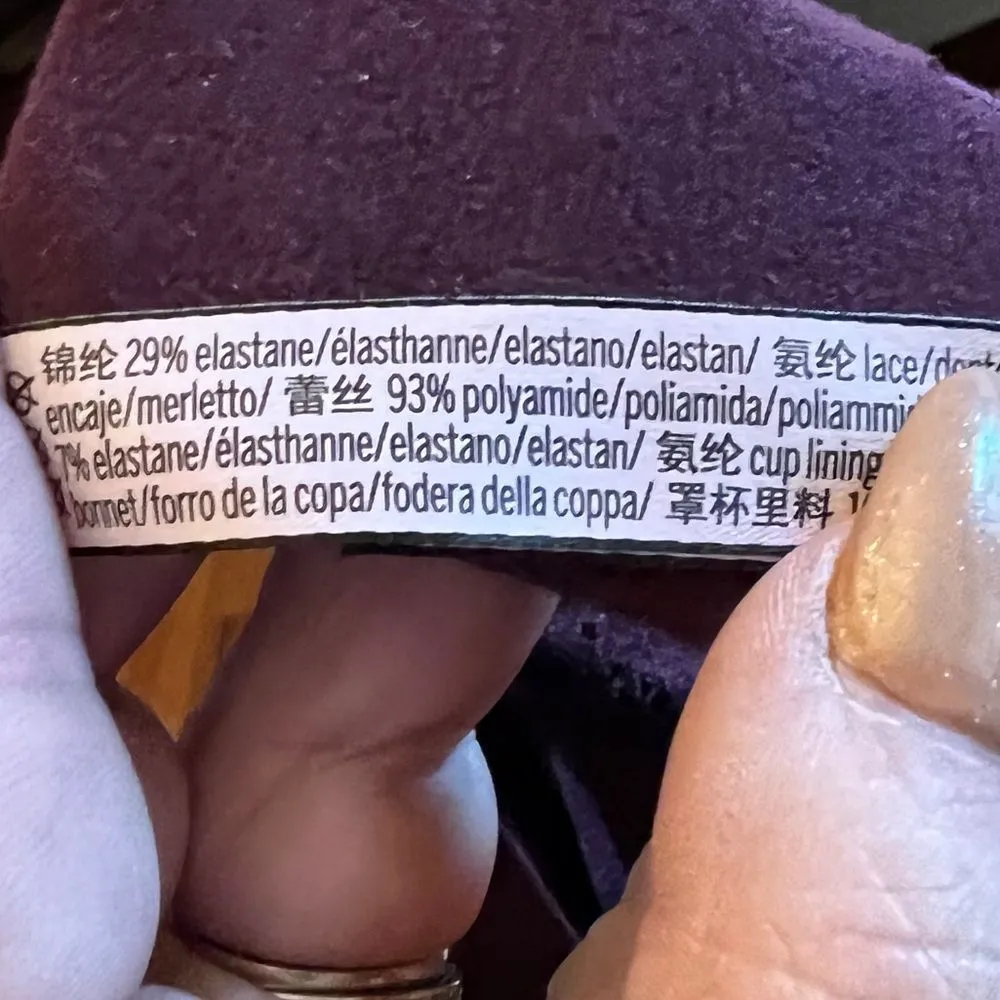 锦纶 29% elastane/élasthanne/elastano/elastan/ 氨纶 lace/
encaje/merletto/ 蕾丝 93% polyamide/poliamida/
7% elastane/élasthanne/elastano/elastan/ 氨纶 cup lining
bonnet/forro de la copa/fodera della coppa/ 罩杯里料